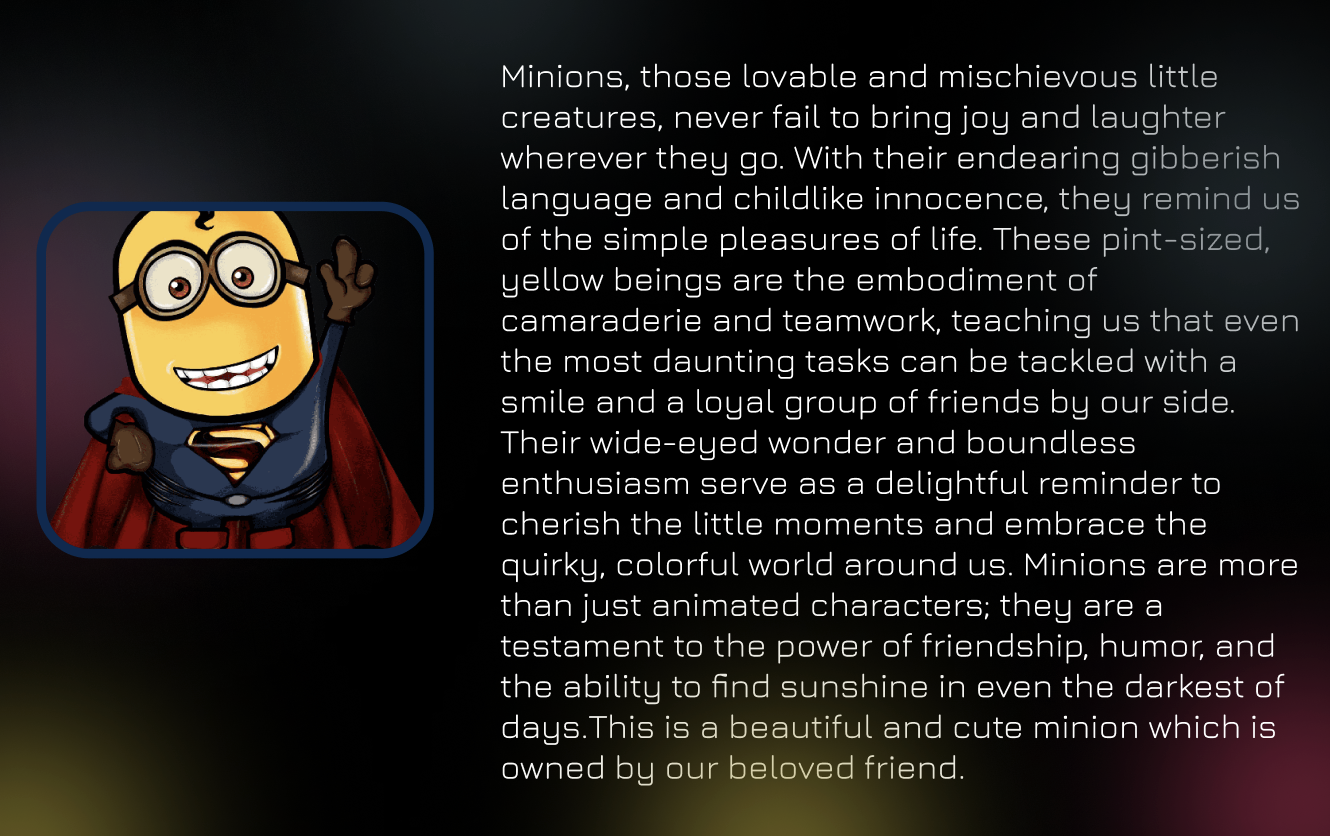 Minions, those lovable and mischievous little
creatures, never fail to bring joy and laughter
wherever they go. With their endearing gibberish
language and childlike innocence, they remind us
of the simple pleasures of life. These pint-sized,
yellow beings are the embodiment of
camaraderie and teamwork, teaching us that even
the most daunting tasks can be tackled with a
smile and a loyal group of friends by our side.
Their wide-eyed wonder and boundless
enthusiasm serve as a delightful reminder to
cherish the little moments and embrace the
quirky, colorful world around us. Minions are more
than just animated characters; they are a
testament to the power of friendship, humor, and
the ability to find sunshine in even the darkest of
days.This is a beautiful and cute minion which is
owned by our beloved friend.